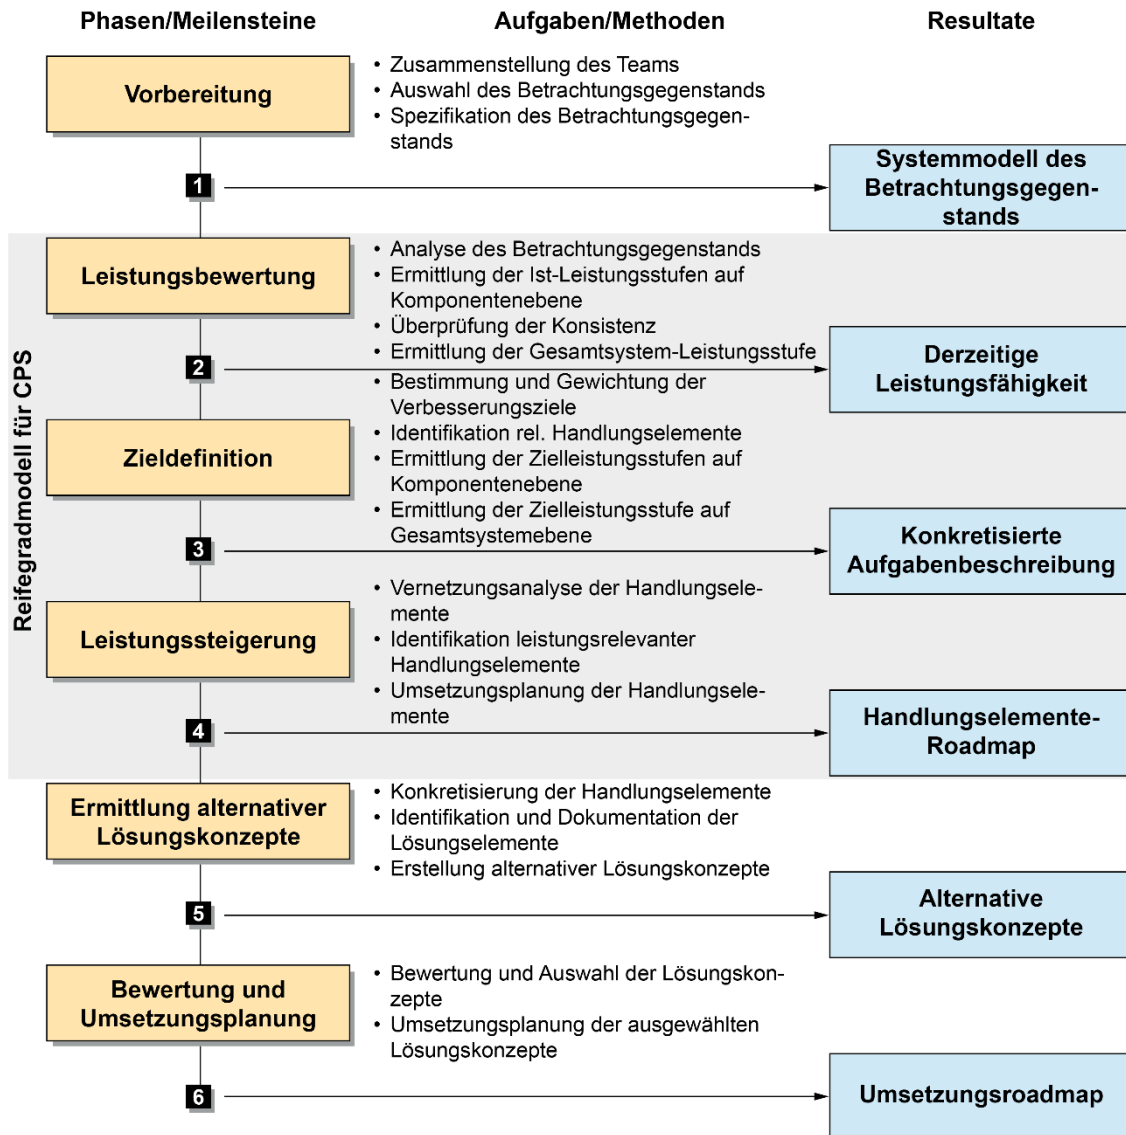 Phasen/Meilensteine
Aufgaben/Methoden
Resultate
Vorbereitung
• Zusammenstellung des Teams
• Auswahl des Betrachtungsgegenstands
• Spezifikation des Betrachtungsgegen-
stands
1
Systemmodell des
Betrachtungsgegen-
stands
Reifegradmodell für CPS
Leistungsbewertung
• Analyse des Betrachtungsgegenstands
• Ermittlung der Ist-Leistungsstufen auf
Komponentenebene
• Überprüfung der Konsistenz
• Ermittlung der Gesamtsystem-Leistungsstufe
2
Derzeitige
Leistungsfähigkeit
Zieldefinition
• Bestimmung und Gewichtung der
Verbesserungsziele
• Identifikation rel. Handlungselemente
• Ermittlung der Zielleistungsstufen auf
Komponentenebene
• Ermittlung der Zielleistungsstufe auf
Gesamtsystemebene
3
Konkretisierte
Aufgabenbeschreibung
Leistungssteigerung
• Vernetzungsanalyse der Handlungsele-
mente
• Identifikation leistungsrelevanter
Handlungselemente
• Umsetzungsplanung der Handlungsele-
mente
4
Handlungselemente-
Roadmap
Ermittlung alternativer
Lösungskonzepte
• Konkretisierung der Handlungselemente
• Identifikation und Dokumentation der
Lösungselemente
• Erstellung alternativer Lösungskonzepte
5
Alternative
Lösungskonzepte
Bewertung und
Umsetzungsplanung
• Bewertung und Auswahl der Lösungskon-
zepte
• Umsetzungsplanung der ausgewählten
Lösungskonzepte
6
Umsetzungsroadmap